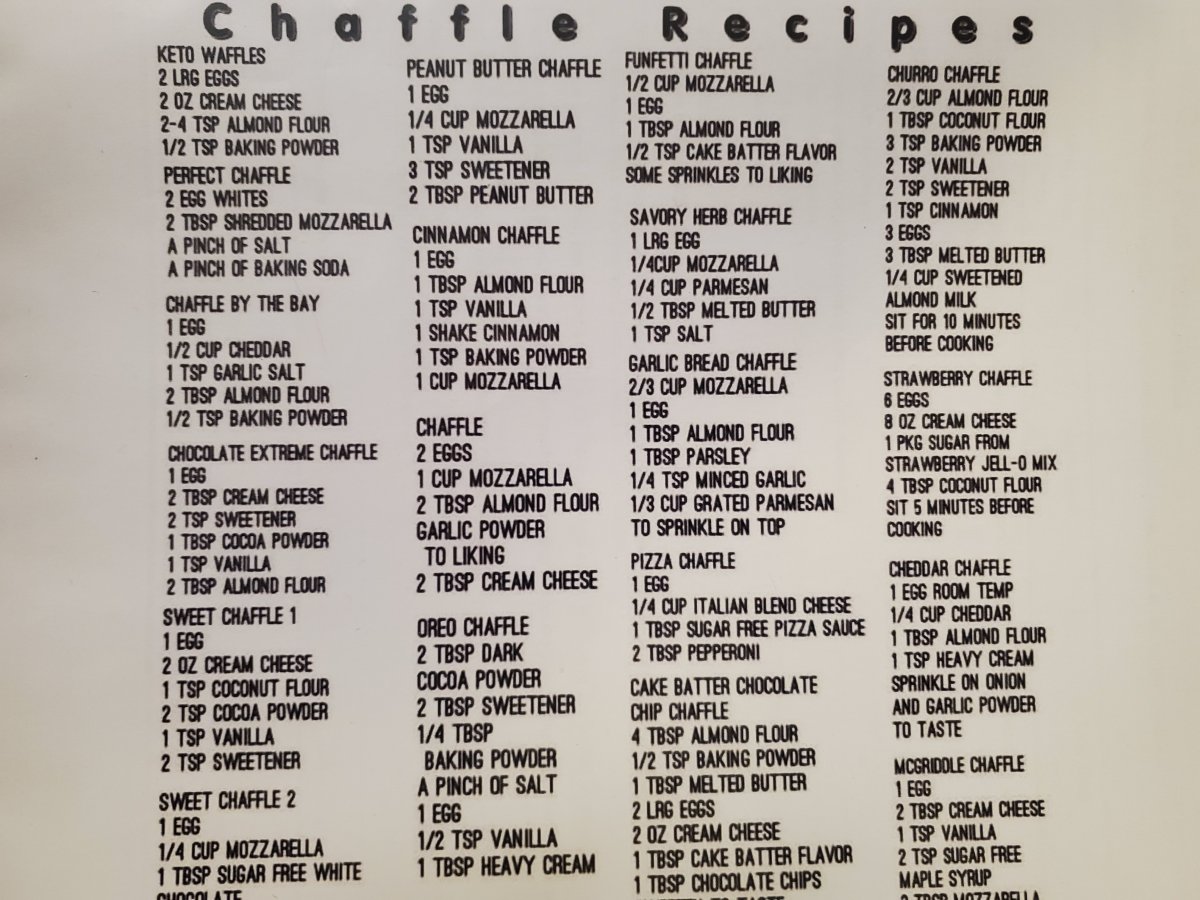 Chaffle Recipes
KETO WAFFLES
2 LRG EGGS
2 OZ CREAM CHEESE
2-4 TSP ALMOND FLOUR
1/2 TSP BAKING POWDER
PERFECT CHAFFLE
2 EGG WHITES
2 TBSP SHREDDED MOZZARELLA
A PINCH OF SALT
A PINCH OF BAKING SODA
CHAFFLE BY THE BAY
1 EGG
1/2 CUP CHEDDAR
1 TSP GARLIC SALT
2 TBSP ALMOND FLOUR
1/2 TSP BAKING POWDER
CHOCOLATE EXTREME CHAFFLE
1 EGG
2 TBSP CREAM CHEESE
2 TSP SWEETENER
1 TBSP COCOA POWDER
1 TSP VANILLA
2 TBSP ALMOND FLOUR
SWEET CHAFFLE 1
1 EGG
2 OZ CREAM CHEESE
1 TSP COCONUT FLOUR
2 TSP COCOA POWDER
1 TSP VANILLA
2 TSP SWEETENER
SWEET CHAFFLE 2
1 EGG
1/4 CUP MOZZARELLA
1 TBSP SUGAR FREE WHITE
CHOCOLATE
PEANUT BUTTER CHAFFLE
1 EGG
1/4 CUP MOZZARELLA
1 TSP VANILLA
3 TSP SWEETENER
2 TBSP PEANUT BUTTER
CINNAMON CHAFFLE
1 EGG
1 TBSP ALMOND FLOUR
1 TSP VANILLA
1 SHAKE CINNAMON
1 TSP BAKING POWDER
1 CUP MOZZARELLA
CHAFFLE
2 EGGS
1 CUP MOZZARELLA
2 TBSP ALMOND FLOUR
GARLIC POWDER
TO LIKING
2 TBSP CREAM CHEESE
OREO CHAFFLE
2 TBSP DARK
COCOA POWDER
2 TBSP SWEETENER
1/4 TBSP
BAKING POWDER
A PINCH OF SALT
1 EGG
1/2 TSP VANILLA
1 TBSP HEAVY CREAM
FUNFETTI CHAFFLE
1/2 CUP MOZZARELLA
1 EGG
1 TBSP ALMOND FLOUR
1/2 TSP CAKE BATTER FLAVOR
SOME SPRINKLES TO LIKING
SAVORY HERB CHAFFLE
1 LRG EGG
1/4CUP MOZZARELLA
1/4 CUP PARMESAN
1/2 TBSP MELTED BUTTER
1 TSP SALT
GARLIC BREAD CHAFFLE
2/3 CUP MOZZARELLA
1 EGG
1 TBSP ALMOND FLOUR
1 TBSP PARSLEY
1/4 TSP MINCED GARLIC
1/3 CUP GRATED PARMESAN
TO SPRINKLE ON TOP
PIZZA CHAFFLE
1 EGG
1/4 CUP ITALIAN BLEND CHEESE
1 TBSP SUGAR FREE PIZZA SAUCE
2 TBSP PEPPERONI
CAKE BATTER CHOCOLATE
CHIP CHAFFLE
4 TBSP ALMOND FLOUR
1/2 TSP BAKING POWDER
1 TBSP MELTED BUTTER
2 LRG EGGS
2 OZ CREAM CHEESE
1 TBSP CAKE BATTER FLAVOR
1 TBSP CHOCOLATE CHIPS
TO TASTE
CHURRO CHAFFLE
2/3 CUP ALMOND FLOUR
1 TBSP COCONUT FLOUR
3 TSP BAKING POWDER
2 TSP VANILLA
2 TSP SWEETENER
1 TSP CINNAMON
3 EGGS
3 TBSP MELTED BUTTER
1/4 CUP SWEETENED
ALMOND MILK
SIT FOR 10 MINUTES
BEFORE COOKING
STRAWBERRY CHAFFLE
6 EGGS
8 OZ CREAM CHEESE
1 PKG SUGAR FROM
STRAWBERRY JELL-O MIX
4 TBSP COCONUT FLOUR
SIT 5 MINUTES BEFORE
COOKING
CHEDDAR CHAFFLE
1 EGG ROOM TEMP
1/4 CUP CHEDDAR
1 TBSP ALMOND FLOUR
1 TSP HEAVY CREAM
SPRINKLE ON ONION
AND GARLIC POWDER
TO TASTE
MCGRIDDLE CHAFFLE
1 EGG
2 TBSP CREAM CHEESE
1 TSP VANILLA
2 TSP SUGAR FREE
MAPLE SYRUP
TBSP MOZZARELLA